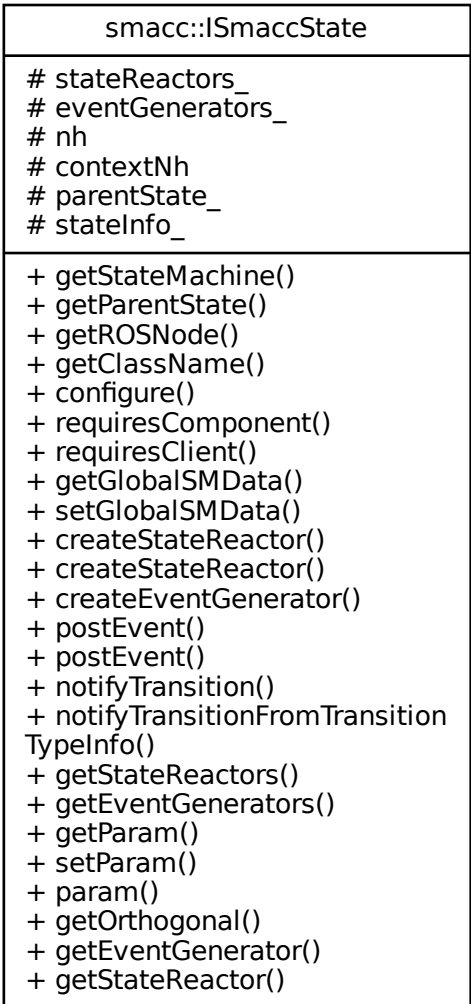 smacc::ISmaccState
# stateReactors_
# eventGenerators_
# nh
# contextNh
# parentState_
# stateInfo_
+ getStateMachine()
+ getParentState()
+ getROSNode()
+ getClassName()
+ configure()
+ requiresComponent()
+ requiresClient()
+ getGlobalSMData()
+ setGlobalSMData()
+ createStateReactor()
+ createStateReactor()
+ createEventGenerator()
+ postEvent()
+ postEvent()
+ notifyTransition()
+ notifyTransitionFromTransition
TypeInfo()
+ getStateReactors()
+ getEventGenerators()
+ getParam()
+ setParam()
+ param()
+ getOrthogonal()
+ getEventGenerator()
+ getStateReactor()